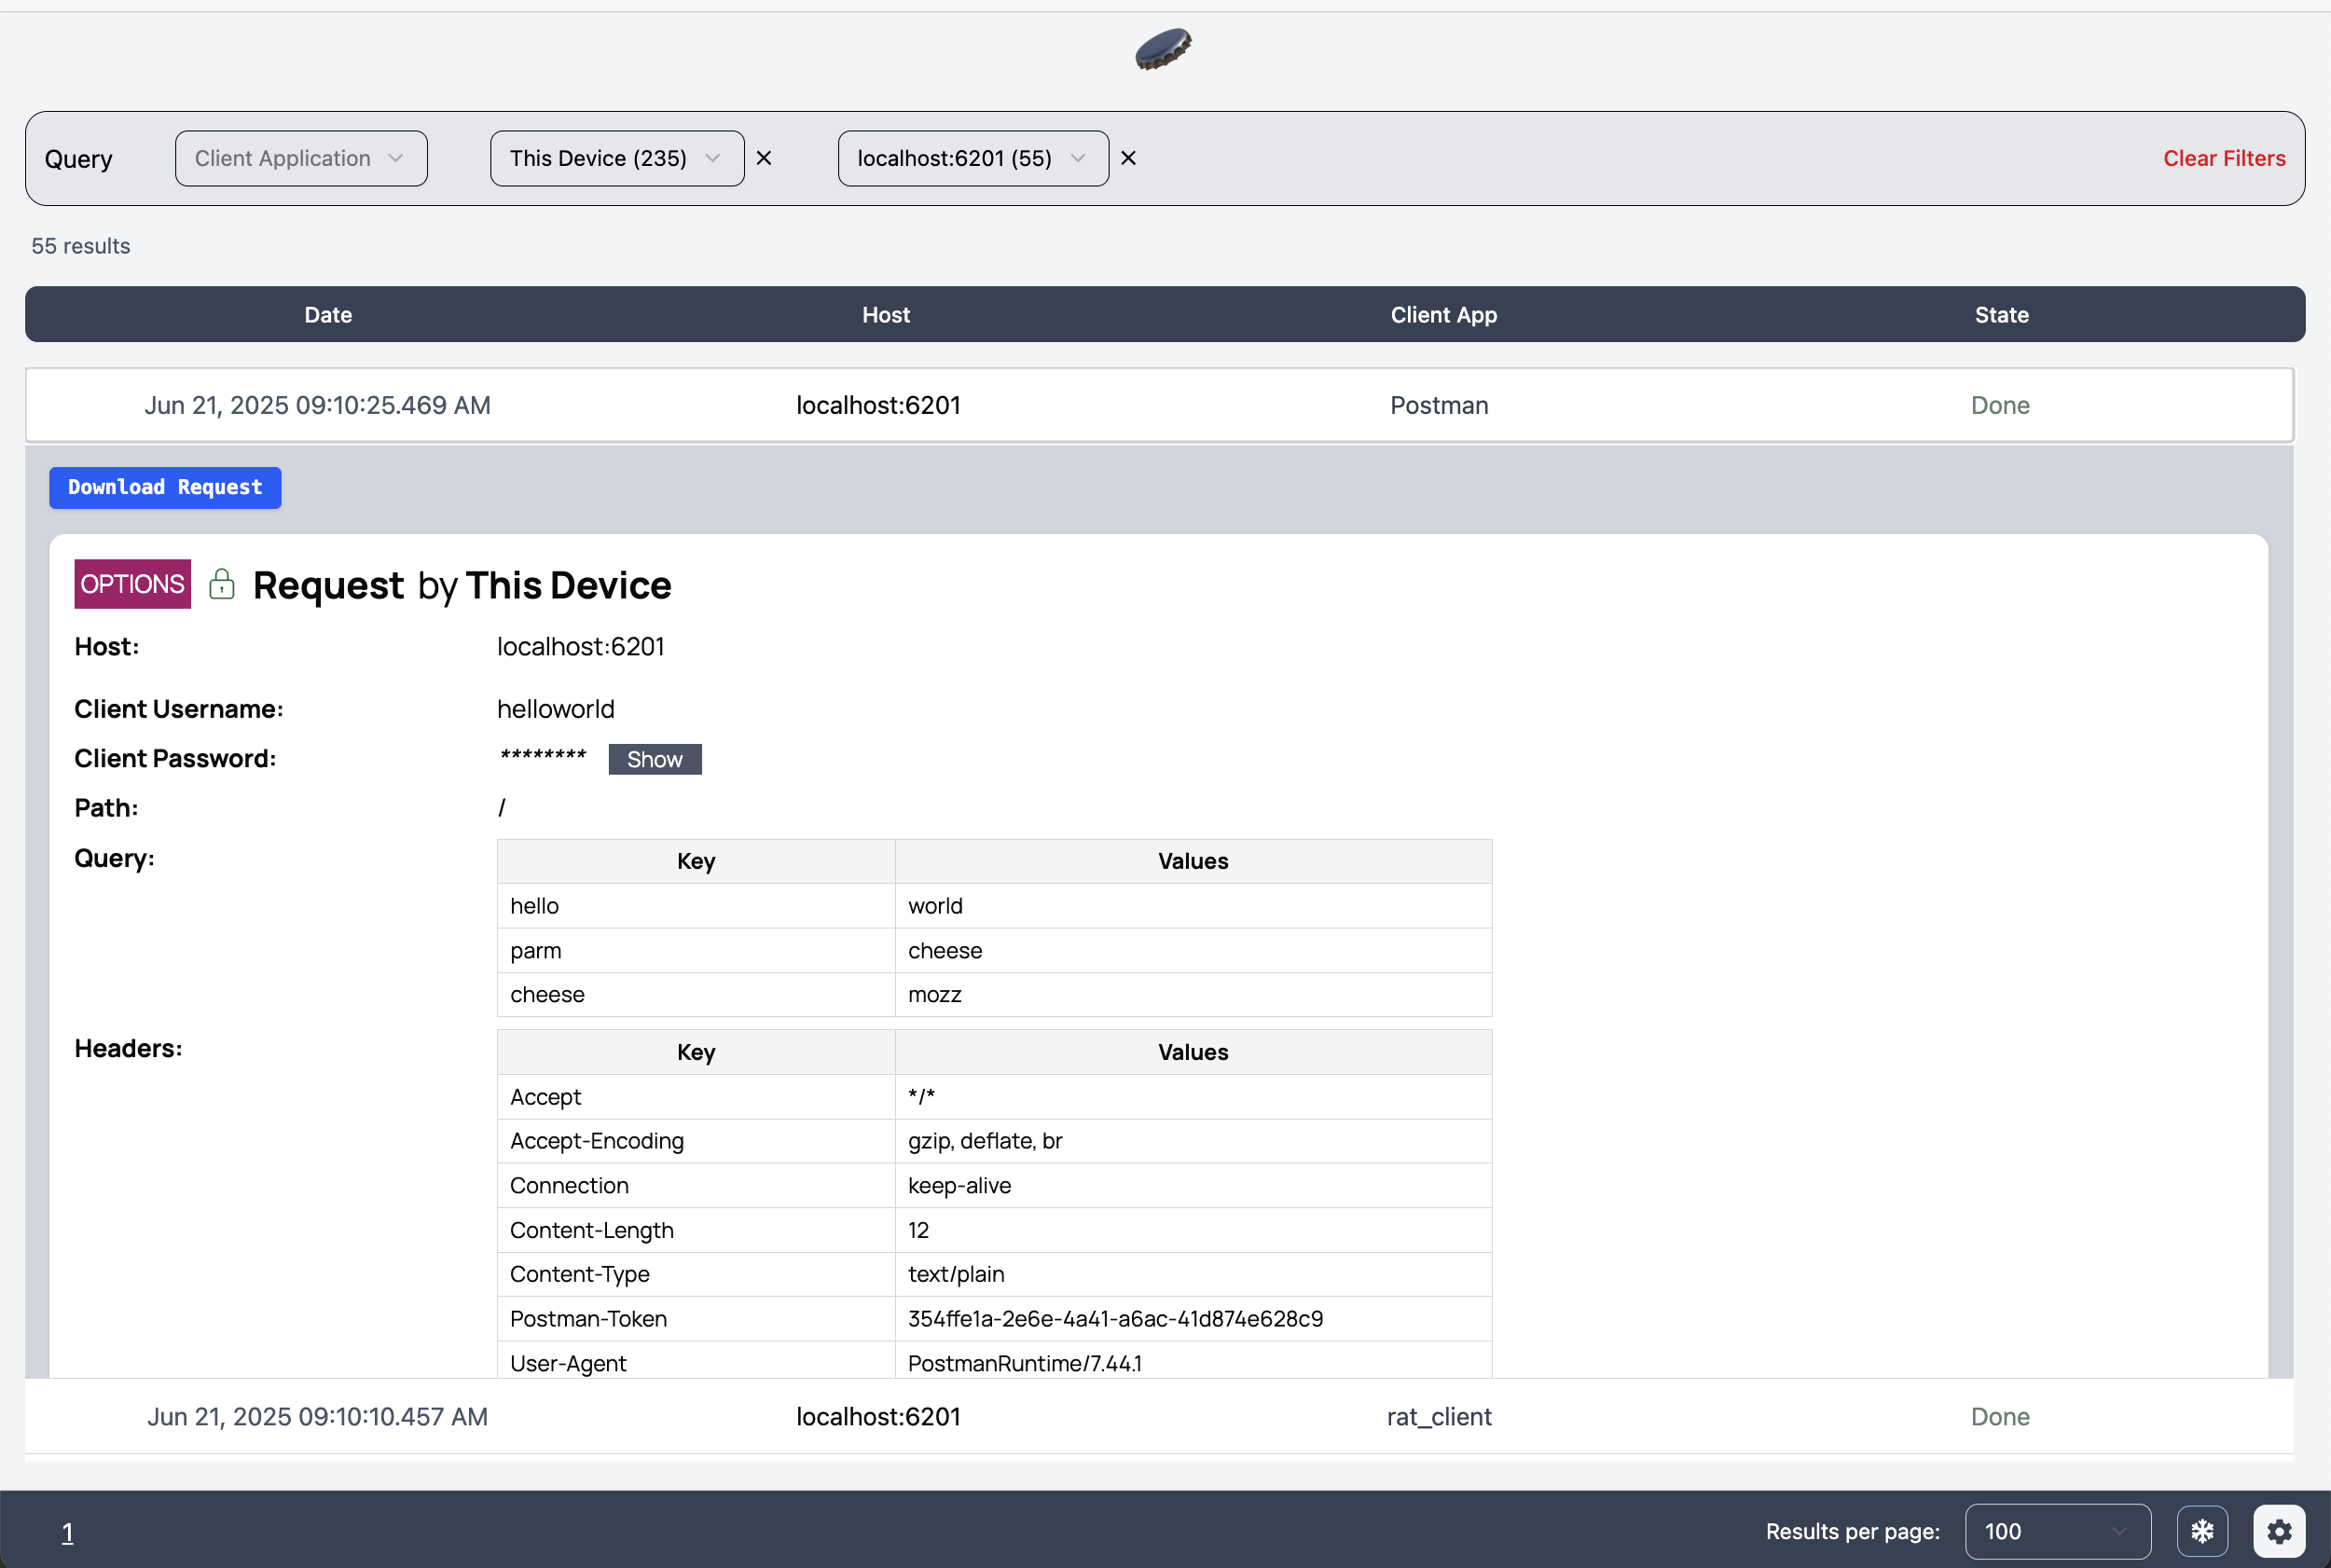 Query Client Application This Device (235) × localhost:6201 (55) × Clear Filters
55 results
Date Host Client App State
Jun 21, 2025 09:10:25.469 AM localhost:6201 Postman Done
Download Request
OPTIONS Request by This Device
Host: localhost:6201
Client Username: helloworld
Client Password: ******** Show
Path: /
Query: Key Values
hello world
parm cheese
cheese mozz
Headers: Key Values
Accept */*
Accept-Encoding gzip, deflate, br
Connection keep-alive
Content-Length 12
Content-Type text/plain
Postman-Token 354ffe1a-2e6e-4a41-a6ac-41d874e628c9
User-Agent PostmanRuntime/7.44.1
Jun 21, 2025 09:10:10.457 AM localhost:6201 rat_client Done
1 Results per page: 100